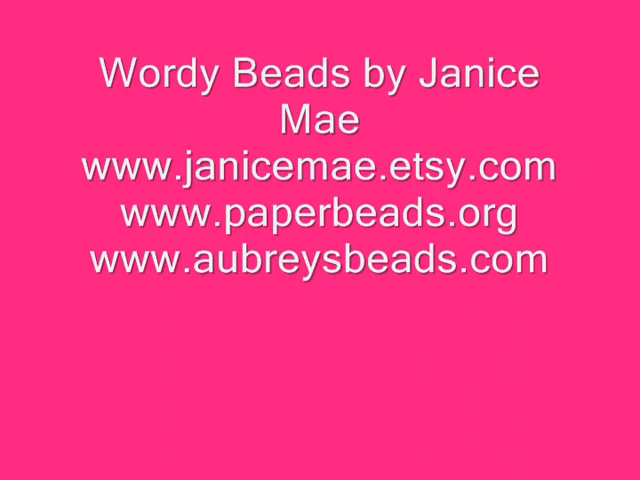 Wordy Beads by Janice
Mae
www.janicemae.etsy.com
www.paperbeads.org
www.aubreysbeads.com